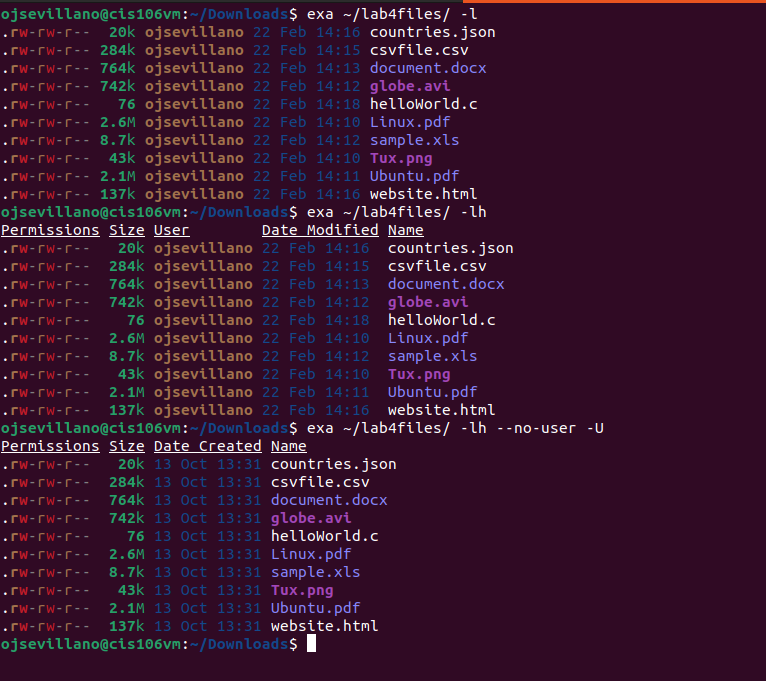 ojsevillano@cis106vm:~/Downloads$ exa ~/lab4files/ -l
.rw-rw-r-- 20k ojsevillano 22 Feb 14:16 countries.json
.rw-rw-r-- 284k ojsevillano 22 Feb 14:15 csvfile.csv
.rw-rw-r-- 764k ojsevillano 22 Feb 14:13 document.docx
.rw-rw-r-- 742k ojsevillano 22 Feb 14:12 globe.avi
.rw-rw-r-- 76 ojsevillano 22 Feb 14:18 helloWorld.c
.rw-rw-r-- 2.6M ojsevillano 22 Feb 14:10 Linux.pdf
.rw-rw-r-- 8.7k ojsevillano 22 Feb 14:12 sample.xls
.rw-rw-r-- 43k ojsevillano 22 Feb 14:10 Tux.png
.rw-rw-r-- 2.1M ojsevillano 22 Feb 14:11 Ubuntu.pdf
.rw-rw-r-- 137k ojsevillano 22 Feb 14:16 website.html
ojsevillano@cis106vm:~/Downloads$ exa ~/lab4files/ -lh
Permissions Size User Date Modified Name
.rw-rw-r-- 20k ojsevillano 22 Feb 14:16 countries.json
.rw-rw-r-- 284k ojsevillano 22 Feb 14:15 csvfile.csv
.rw-rw-r-- 764k ojsevillano 22 Feb 14:13 document.docx
.rw-rw-r-- 742k ojsevillano 22 Feb 14:12 globe.avi
.rw-rw-r-- 76 ojsevillano 22 Feb 14:18 helloWorld.c
.rw-rw-r-- 2.6M ojsevillano 22 Feb 14:10 Linux.pdf
.rw-rw-r-- 8.7k ojsevillano 22 Feb 14:12 sample.xls
.rw-rw-r-- 43k ojsevillano 22 Feb 14:10 Tux.png
.rw-rw-r-- 2.1M ojsevillano 22 Feb 14:11 Ubuntu.pdf
.rw-rw-r-- 137k ojsevillano 22 Feb 14:16 website.html
ojsevillano@cis106vm:~/Downloads$ exa ~/lab4files/ -lh --no-user -U
Permissions Size Date Created Name
.rw-rw-r-- 20k 13 Oct 13:31 countries.json
.rw-rw-r-- 284k 13 Oct 13:31 csvfile.csv
.rw-rw-r-- 764k 13 Oct 13:31 document.docx
.rw-rw-r-- 742k 13 Oct 13:31 globe.avi
.rw-rw-r-- 76 13 Oct 13:31 helloWorld.c
.rw-rw-r-- 2.6M 13 Oct 13:31 Linux.pdf
.rw-rw-r-- 8.7k 13 Oct 13:31 sample.xls
.rw-rw-r-- 43k 13 Oct 13:31 Tux.png
.rw-rw-r-- 2.1M 13 Oct 13:31 Ubuntu.pdf
.rw-rw-r-- 137k 13 Oct 13:31 website.html
ojsevillano@cis106vm:~/Downloads$